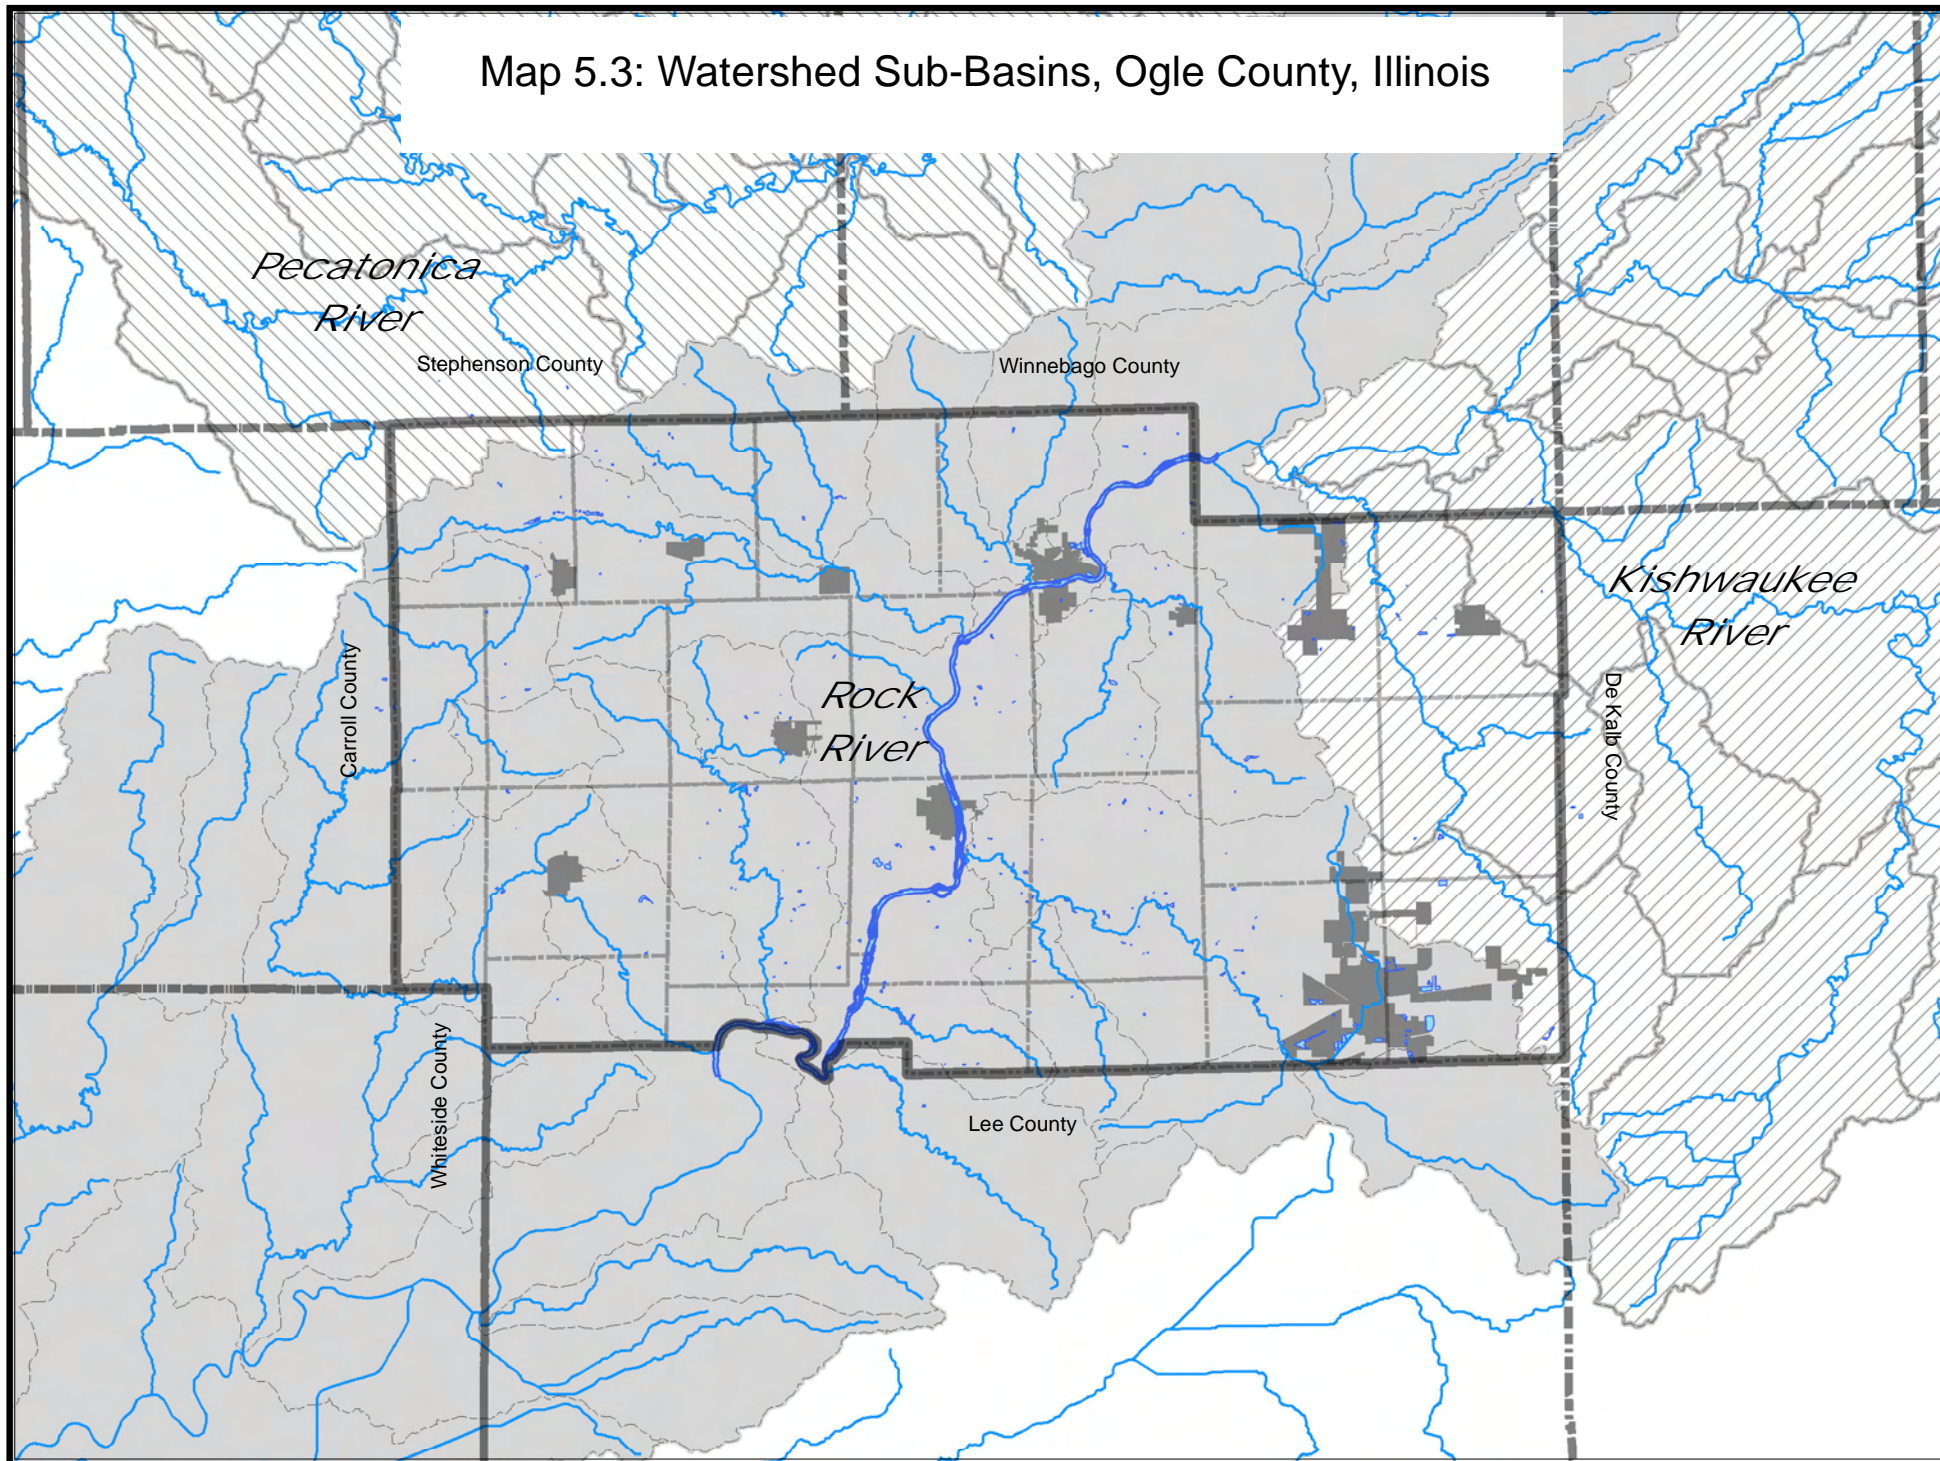 Map 5.3: Watershed Sub-Basins, Ogle County, Illinois
Pecatonica
River
Stephenson County
Winnebago County
Kishwaukee
River
Carroll County
Rock
River
De Kalb County
Whiteside County
Lee County